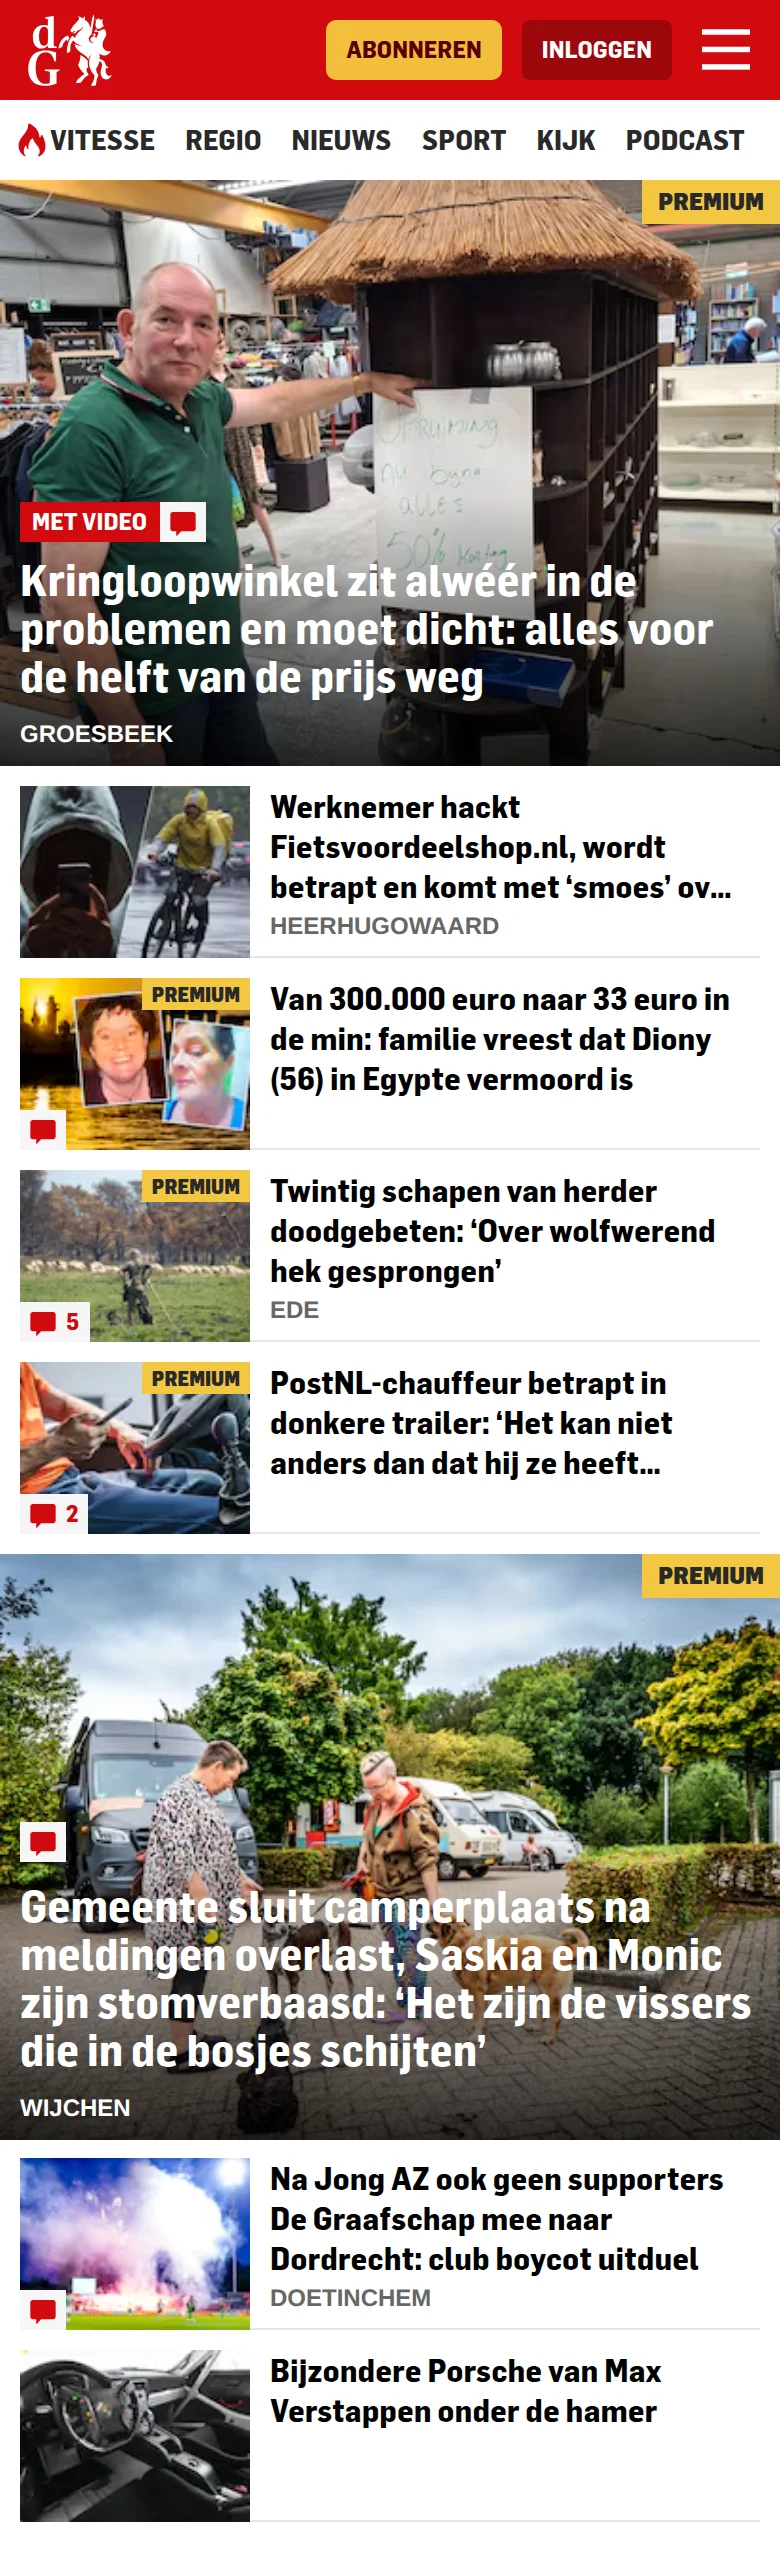 dG
ABONNEREN
INLOGGEN
VITESSE
REGIO
NIEUWS
SPORT
KIJK
PODCAST
PREMIUM
Opruiming
nu bijna
alles
50% korting
MET VIDEO
Kringloopwinkel zit alwéér in de
problemen en moet dicht: alles voor
de helft van de prijs weg
GROESBEEK
Werknemer hackt
Fietsvoordeelshop.nl, wordt
betrapt en komt met ‘smoes’ ov...
HEERHUGOWAARD
PREMIUM
Van 300.000 euro naar 33 euro in
de min: familie vreest dat Diony
(56) in Egypte vermoord is
PREMIUM
5
Twintig schapen van herder
doodgebeten: ‘Over wolfwerend
hek gesprongen’
EDE
PREMIUM
2
PostNL-chauffeur betrapt in
donkere trailer: ‘Het kan niet
anders dan dat hij ze heeft...
PREMIUM
Gemeente sluit camperplaats na
meldingen overlast, Saskia en Monic
zijn stomverbaasd: ‘Het zijn de vissers
die in de bosjes schijten’
WIJCHEN
Na Jong AZ ook geen supporters
De Graafschap mee naar
Dordrecht: club boycot uitduel
DOETINCHEM
Bijzondere Porsche van Max
Verstappen onder de hamer